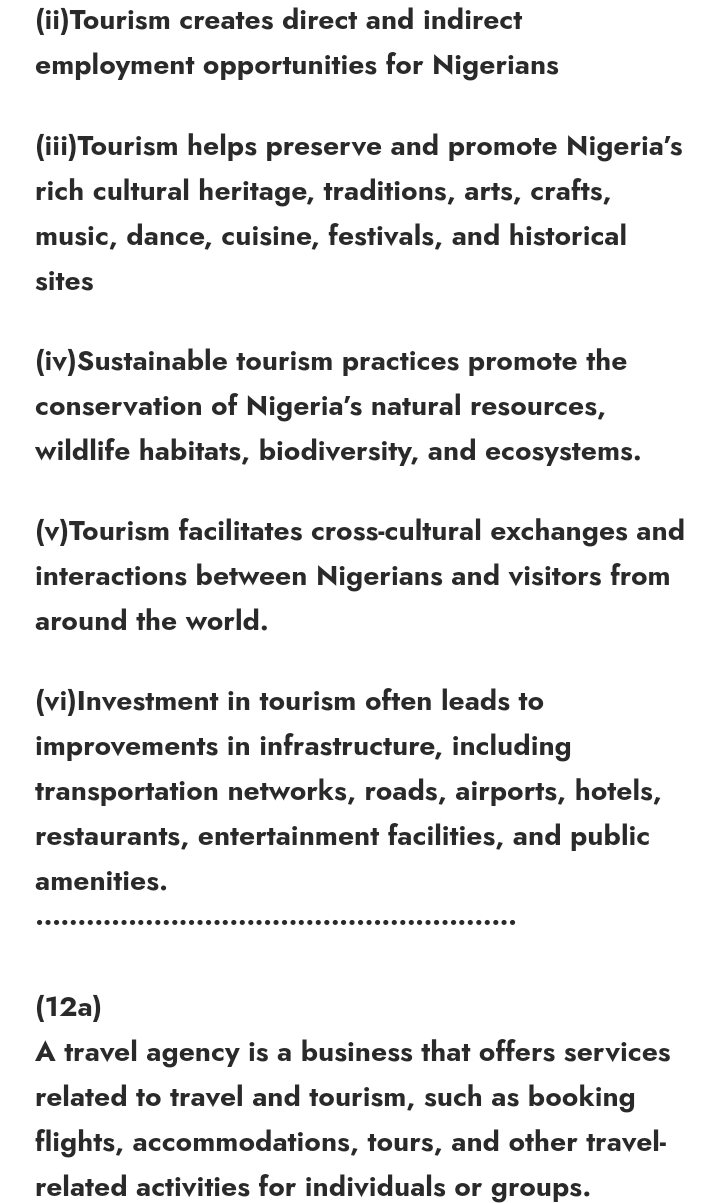 (ii)Tourism creates direct and indirect
employment opportunities for Nigerians
(iii)Tourism helps preserve and promote Nigeria’s
rich cultural heritage, traditions, arts, crafts,
music, dance, cuisine, festivals, and historical
sites
(iv)Sustainable tourism practices promote the
conservation of Nigeria’s natural resources,
wildlife habitats, biodiversity, and ecosystems.
(v)Tourism facilitates cross-cultural exchanges and
interactions between Nigerians and visitors from
around the world.
(vi)Investment in tourism often leads to
improvements in infrastructure, including
transportation networks, roads, airports, hotels,
restaurants, entertainment facilities, and public
amenities.
………………………………………………….
(12a)
A travel agency is a business that offers services
related to travel and tourism, such as booking
flights, accommodations, tours, and other travel-
related activities for individuals or groups.